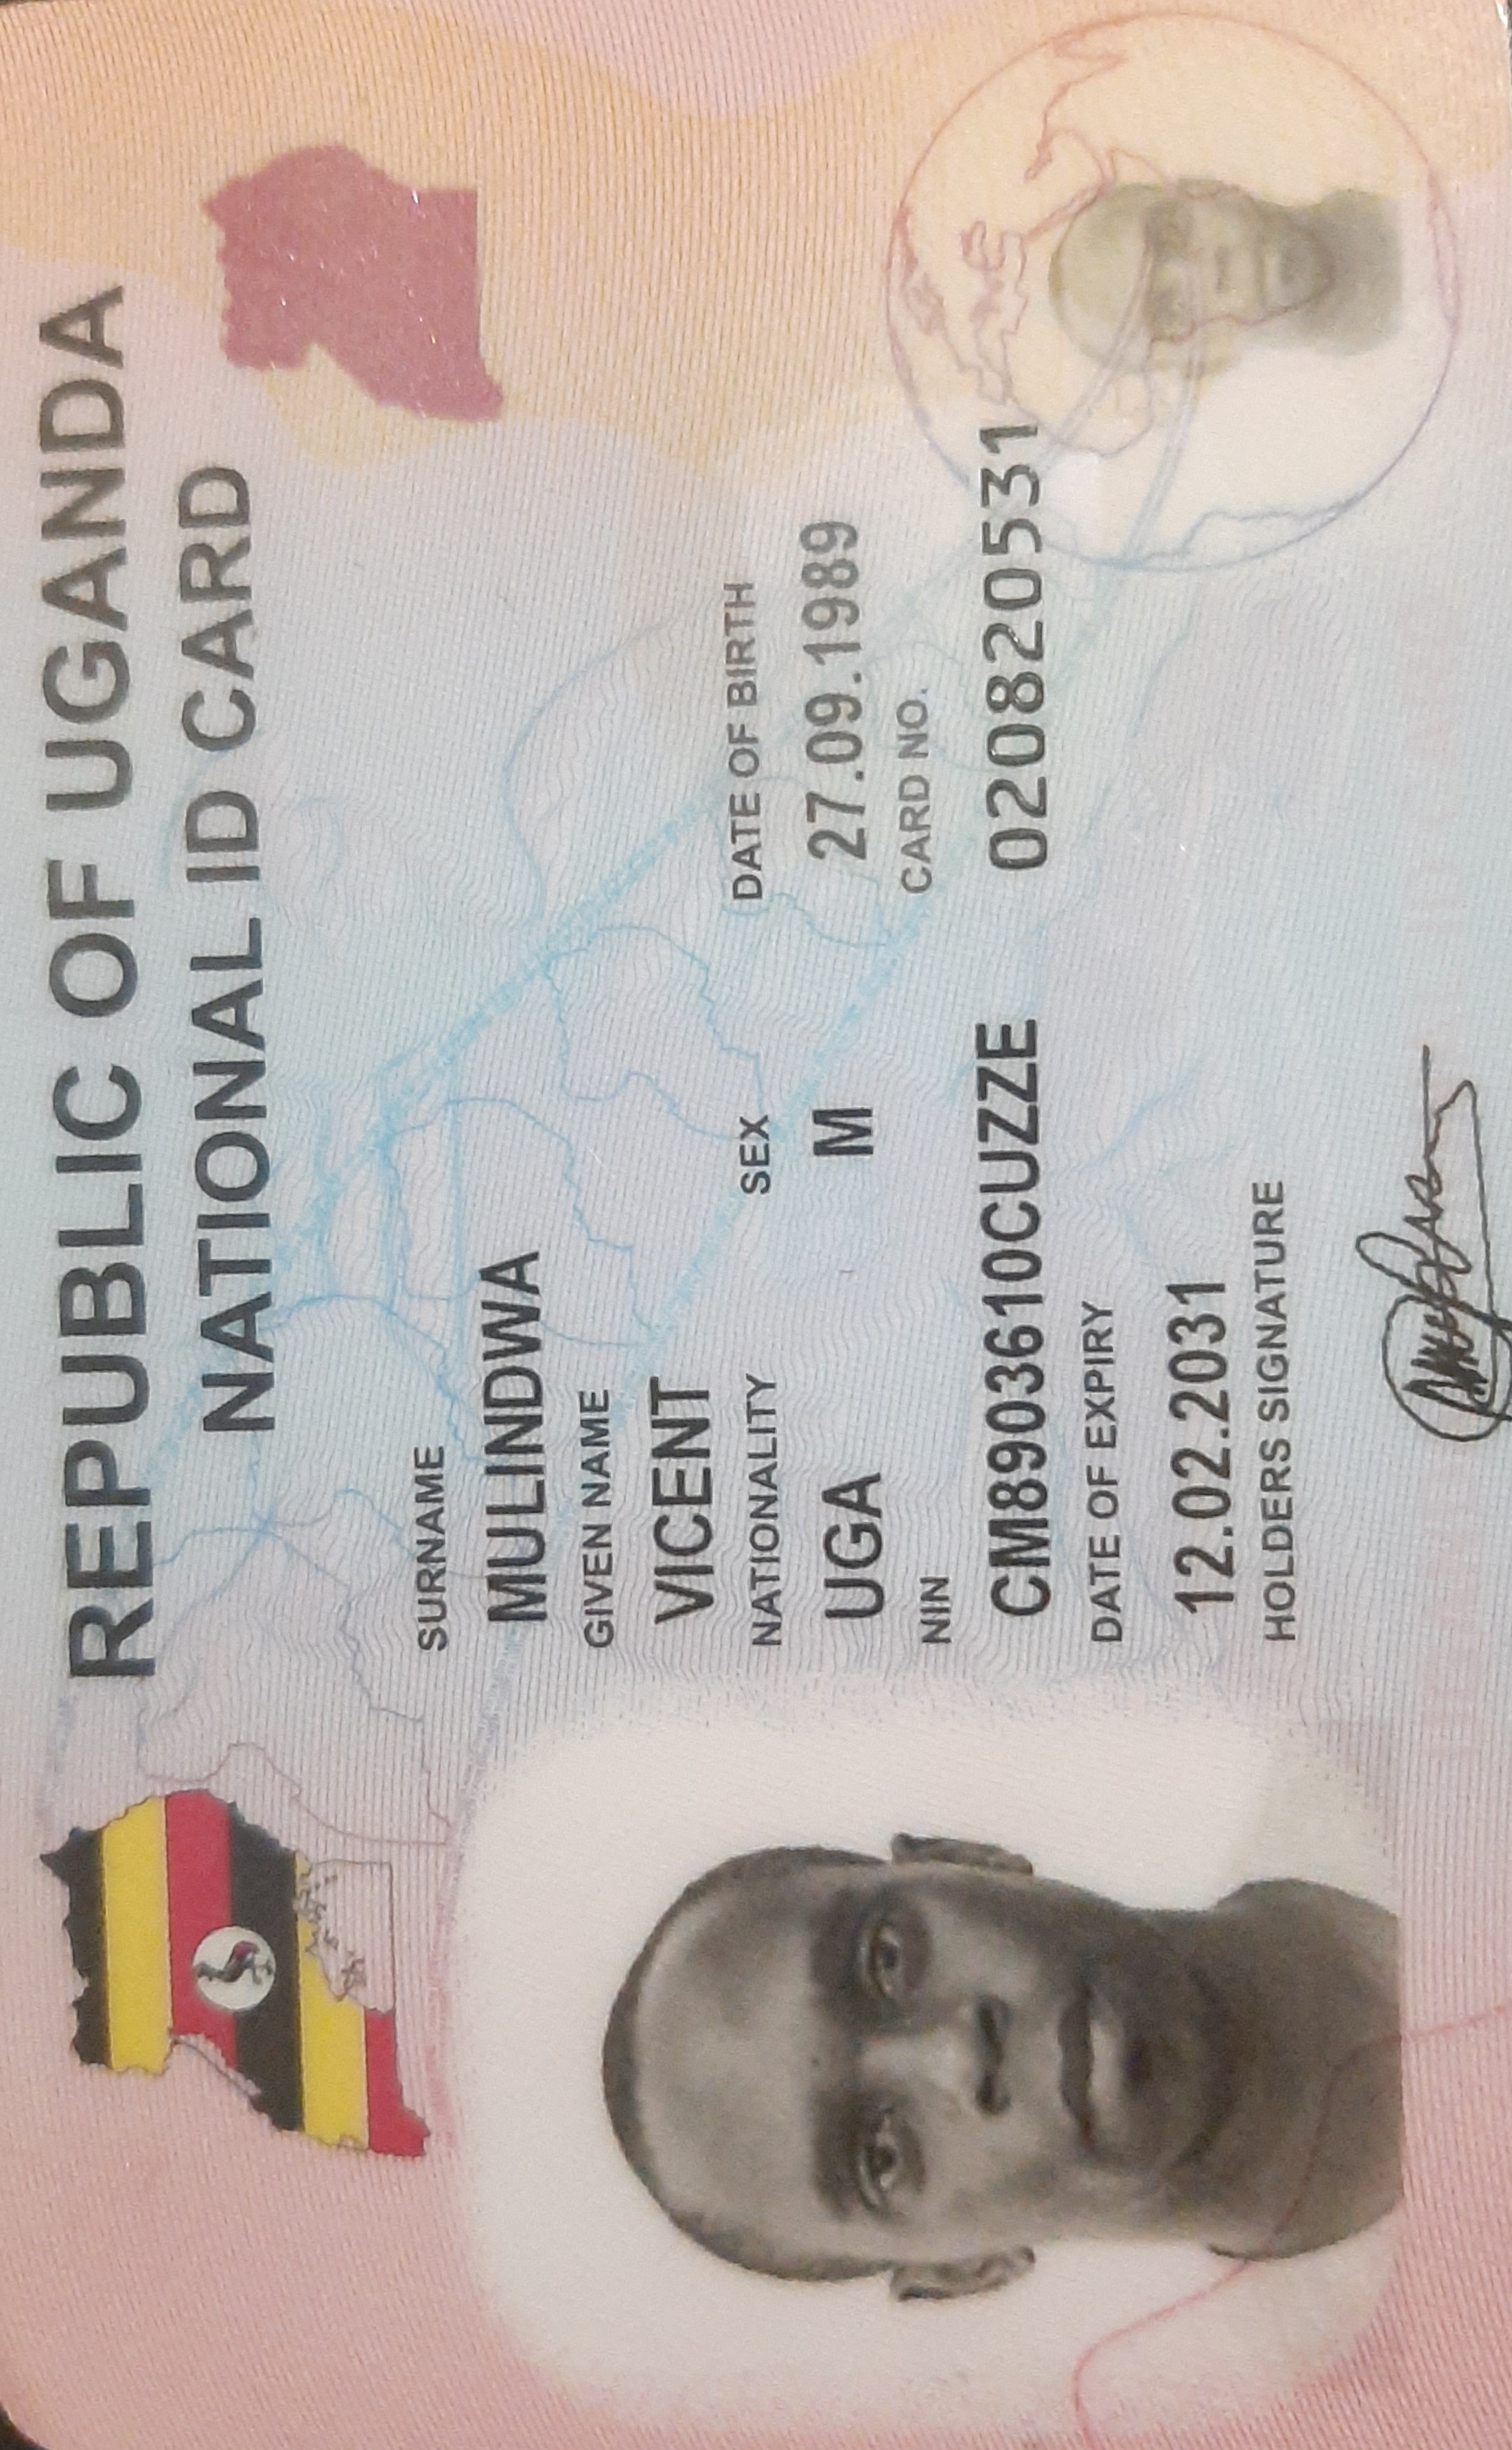 REPUBLIC OF UGANDA
NATIONAL ID CARD
SURNAME
MULINDWA
GIVEN NAME
VICENT
NATIONALITY SEX DATE OF BIRTH
UGA M 27.09.1989
NIN CARD NO.
CM8903610CUZZE 020820531
DATE OF EXPIRY
12.02.2031
HOLDERS SIGNATURE